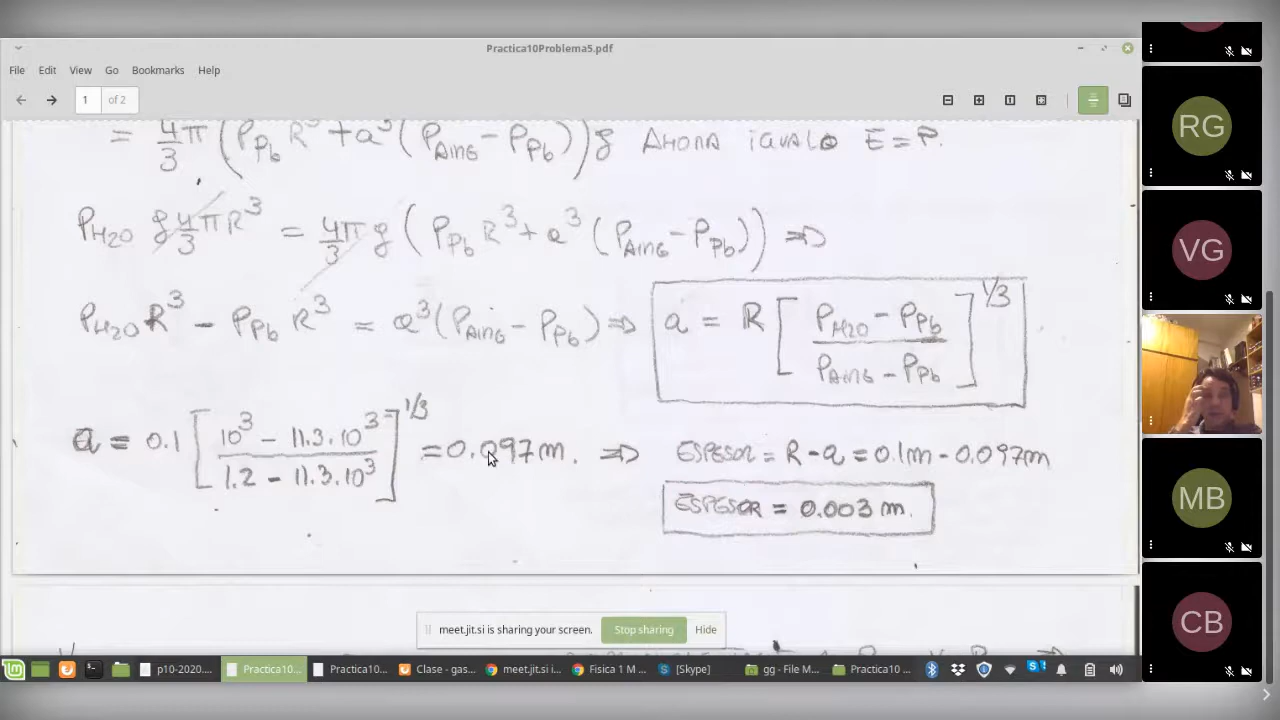 Practica10Problema5.pdf
File Edit View Go Bookmarks Help
1 of 2
= 4π/3 (ρPb R³ + a³ (ρAIRE - ρPb)) g AHORA igualo E = P.
ρH2O g 4/3 π R³ = 4π/3 g (ρPb R³ + a³ (ρAIRE - ρPb)) ⇒
ρH2O R³ - ρPb R³ = a³ (ρAIRE - ρPb) ⇒ a = R [ρH2O - ρPb / ρAIRE - ρPb]^1/3
a = 0.1 [10³ - 11.3.10³ / 1.2 - 11.3.10³]^1/3 = 0.097m. ⇒ ESPESOR = R - a = 0.1m - 0.097m
ESPESOR = 0.003 m.
meet.jit.si is sharing your screen. Stop sharing Hide
p10-2020... Practica10... Practica10... Clase - gas... meet.jit.si i... Fisica 1 M ... [Skype] gg - File M... Practica10 ...
RG
VG
MB
CB